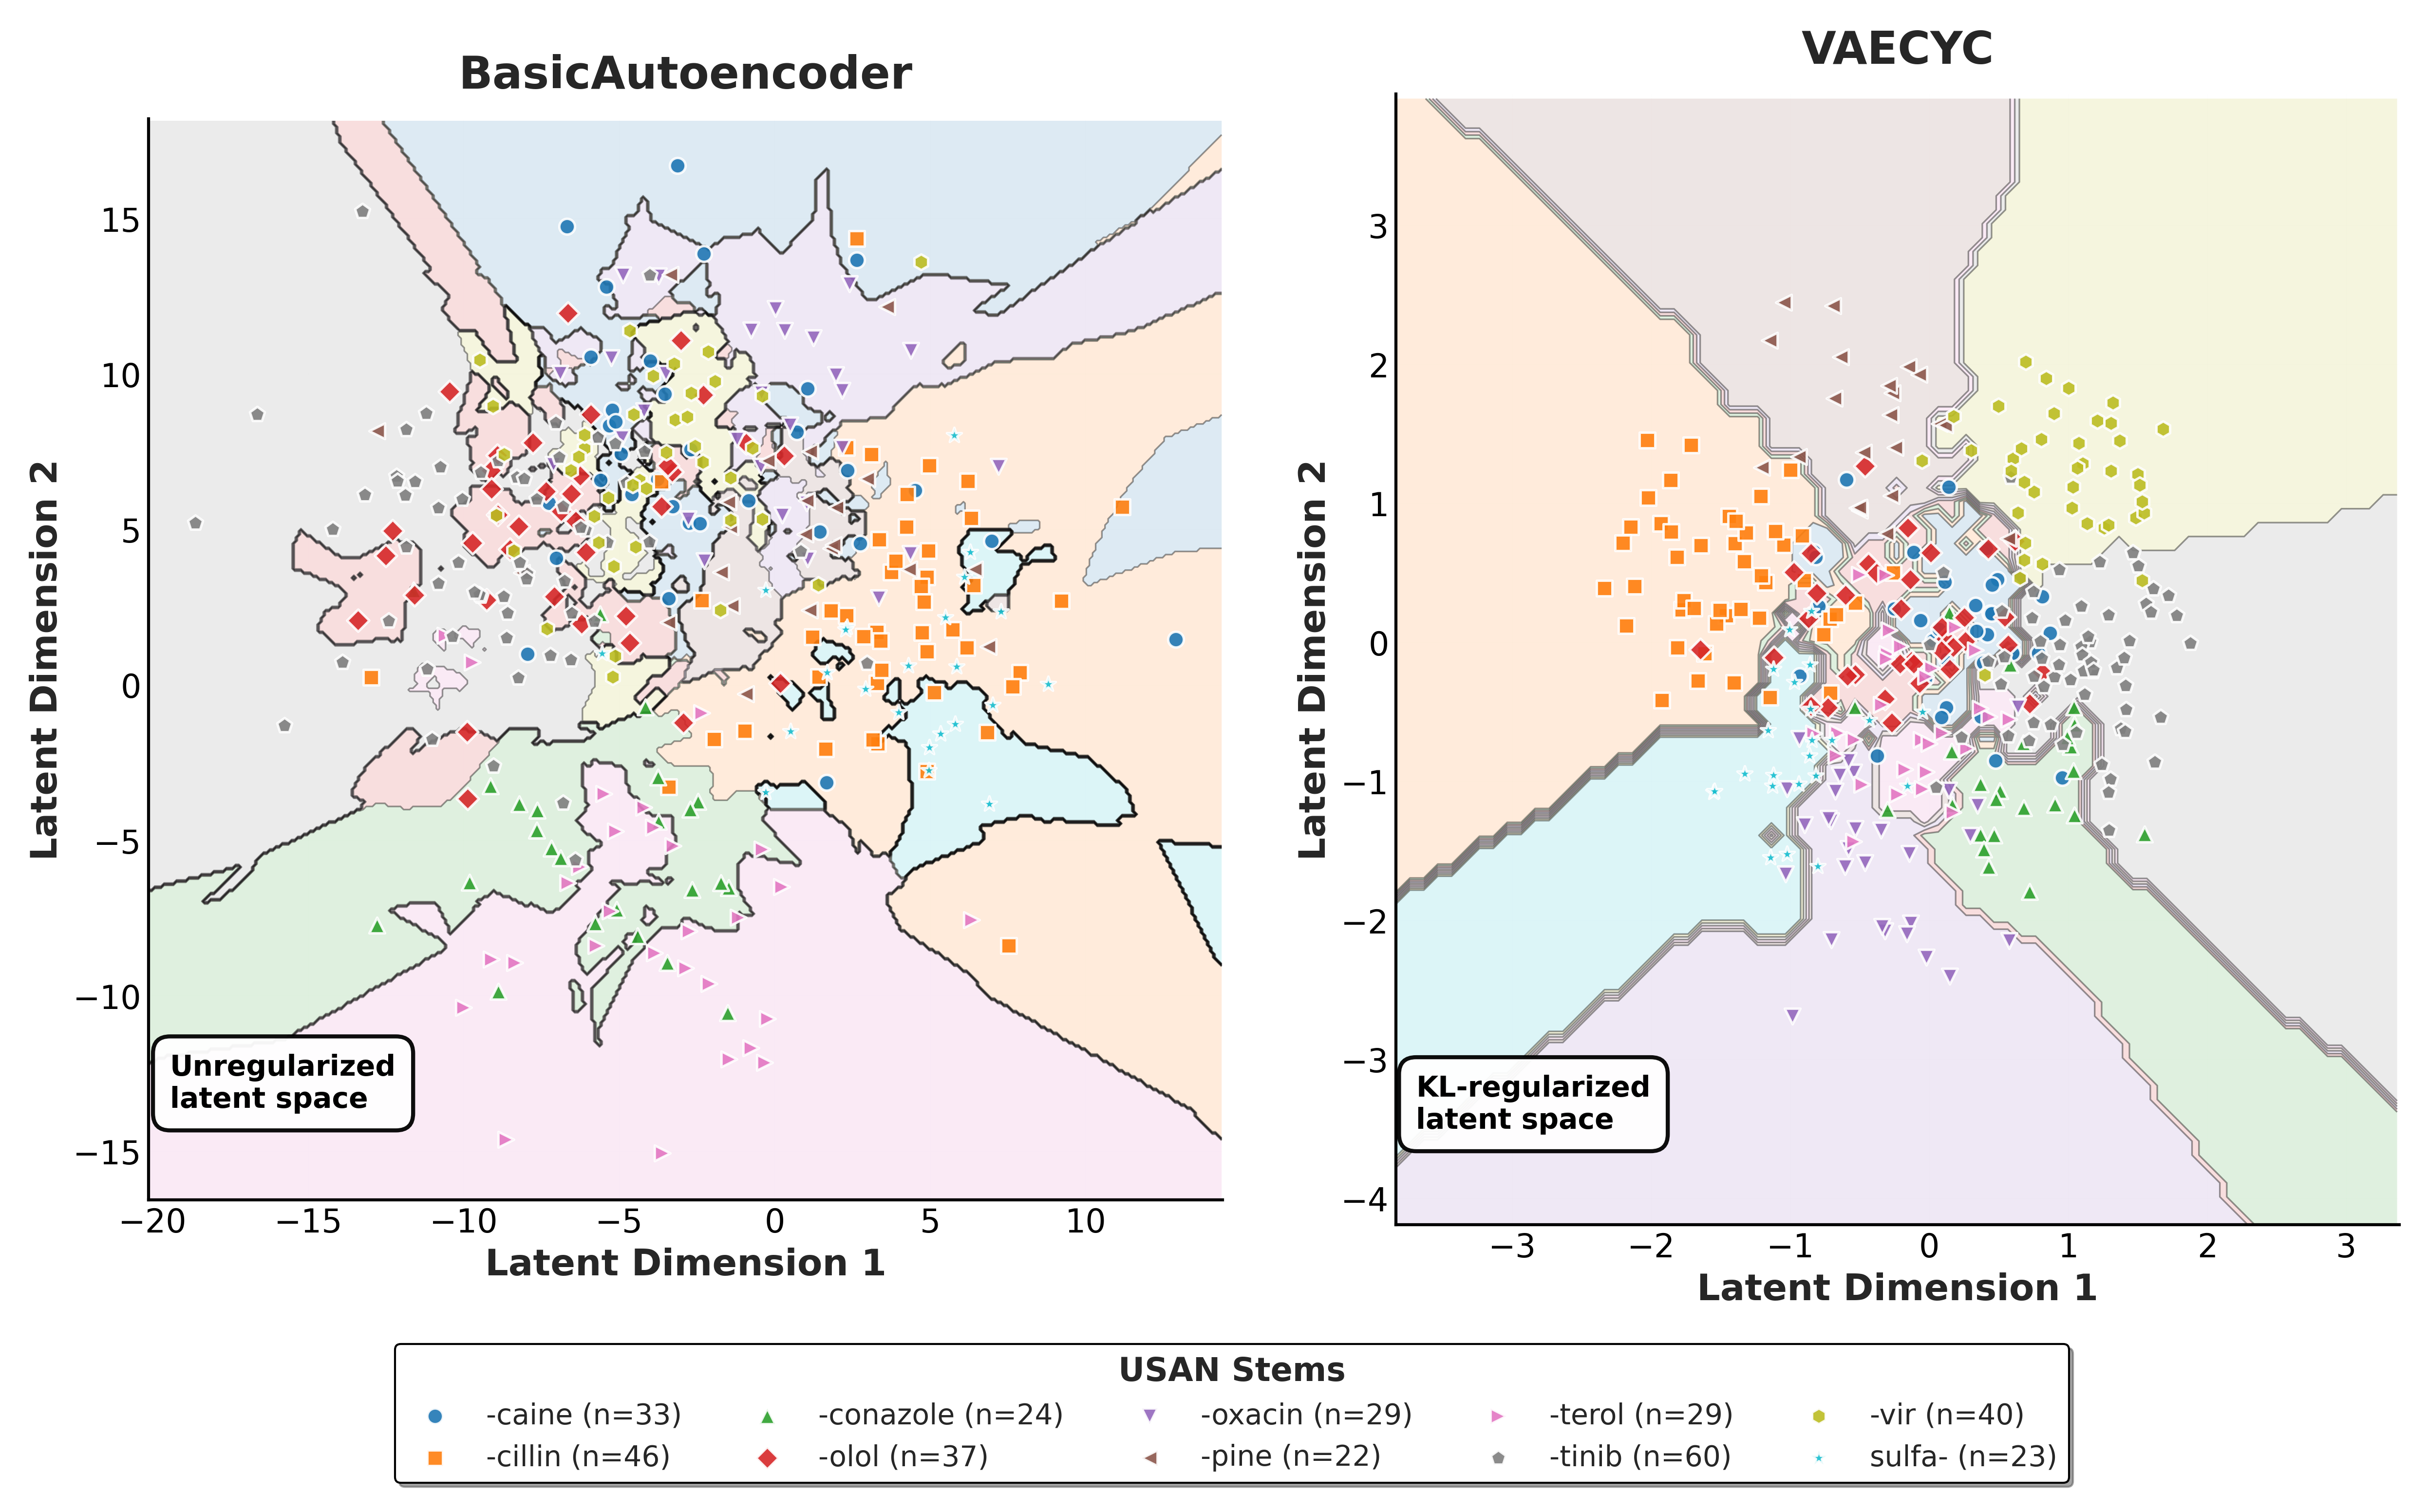 BasicAutoencoder
Latent Dimension 2
15
10
5
0
−5
−10
−15
Unregularized
latent space
−20 −15 −10 −5 0 5 10
Latent Dimension 1
VAECYC
Latent Dimension 2
3
2
1
0
−1
−2
−3
−4
KL-regularized
latent space
−3 −2 −1 0 1 2 3
Latent Dimension 1
USAN Stems
-caine (n=33) -conazole (n=24) -oxacin (n=29) -terol (n=29) -vir (n=40)
-cillin (n=46) -olol (n=37) -pine (n=22) -tinib (n=60) sulfa- (n=23)